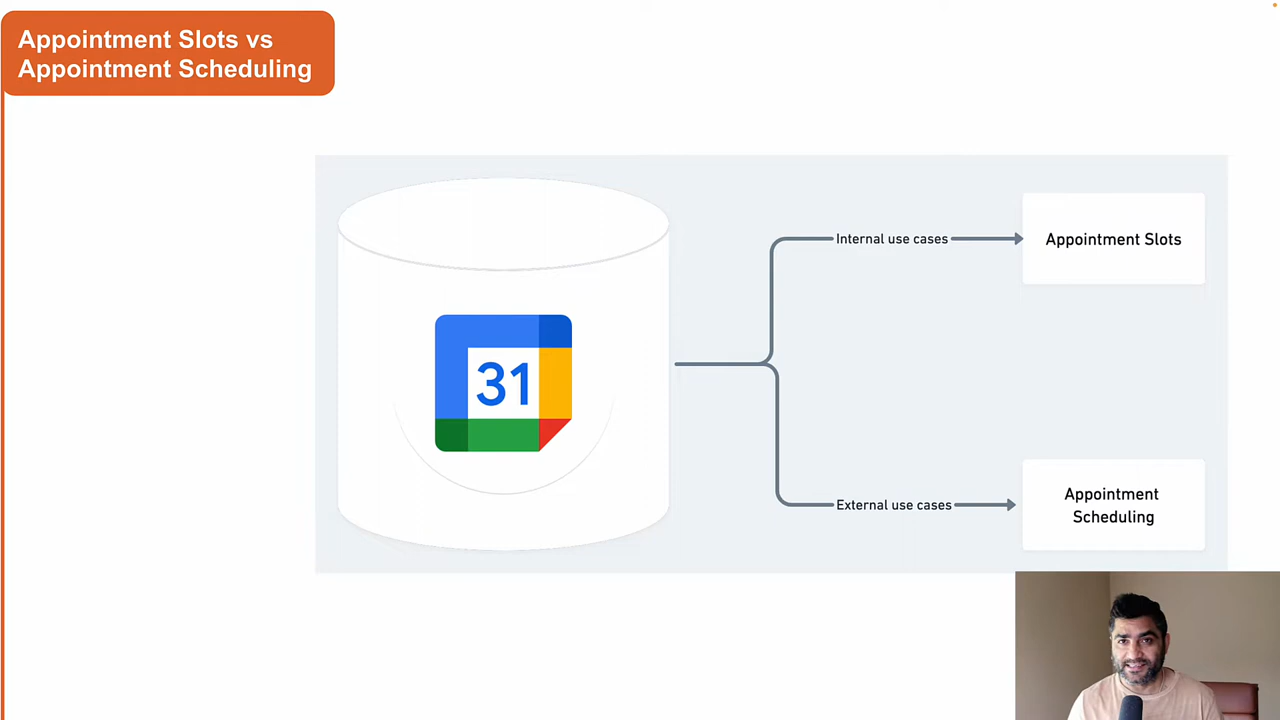 Appointment Slots vs
Appointment Scheduling
Internal use cases
Appointment Slots
31
External use cases
Appointment
Scheduling